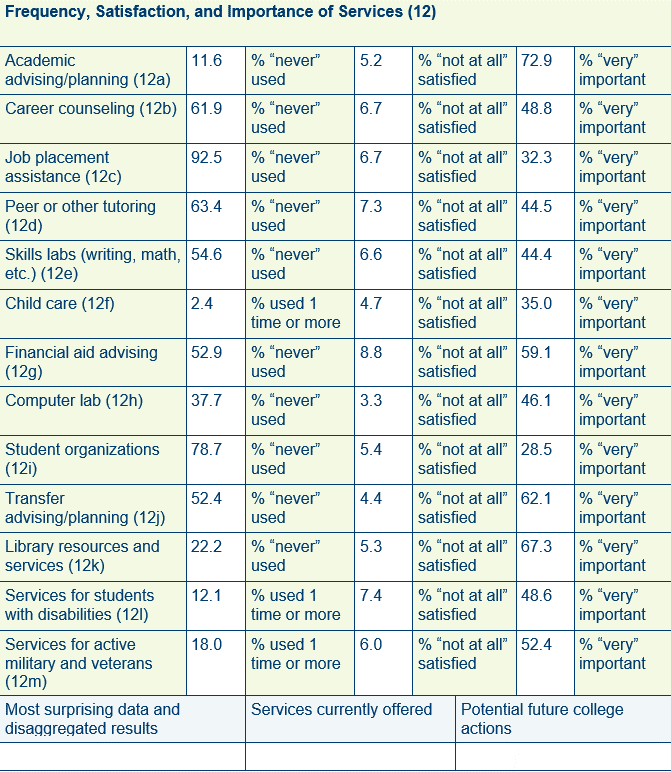 Frequency, Satisfaction, and Importance of Services (12)
Academic advising/planning (12a) 11.6 % “never” used 5.2 % “not at all” satisfied 72.9 % “very” important
Career counseling (12b) 61.9 % “never” used 6.7 % “not at all” satisfied 48.8 % “very” important
Job placement assistance (12c) 92.5 % “never” used 6.7 % “not at all” satisfied 32.3 % “very” important
Peer or other tutoring (12d) 63.4 % “never” used 7.3 % “not at all” satisfied 44.5 % “very” important
Skills labs (writing, math, etc.) (12e) 54.6 % “never” used 6.6 % “not at all” satisfied 44.4 % “very” important
Child care (12f) 2.4 % used 1 time or more 4.7 % “not at all” satisfied 35.0 % “very” important
Financial aid advising (12g) 52.9 % “never” used 8.8 % “not at all” satisfied 59.1 % “very” important
Computer lab (12h) 37.7 % “never” used 3.3 % “not at all” satisfied 46.1 % “very” important
Student organizations (12i) 78.7 % “never” used 5.4 % “not at all” satisfied 28.5 % “very” important
Transfer advising/planning (12j) 52.4 % “never” used 4.4 % “not at all” satisfied 62.1 % “very” important
Library resources and services (12k) 22.2 % “never” used 5.3 % “not at all” satisfied 67.3 % “very” important
Services for students with disabilities (12l) 12.1 % used 1 time or more 7.4 % “not at all” satisfied 48.6 % “very” important
Services for active military and veterans (12m) 18.0 % used 1 time or more 6.0 % “not at all” satisfied 52.4 % “very” important
Most surprising data and disaggregated results Services currently offered Potential future college actions